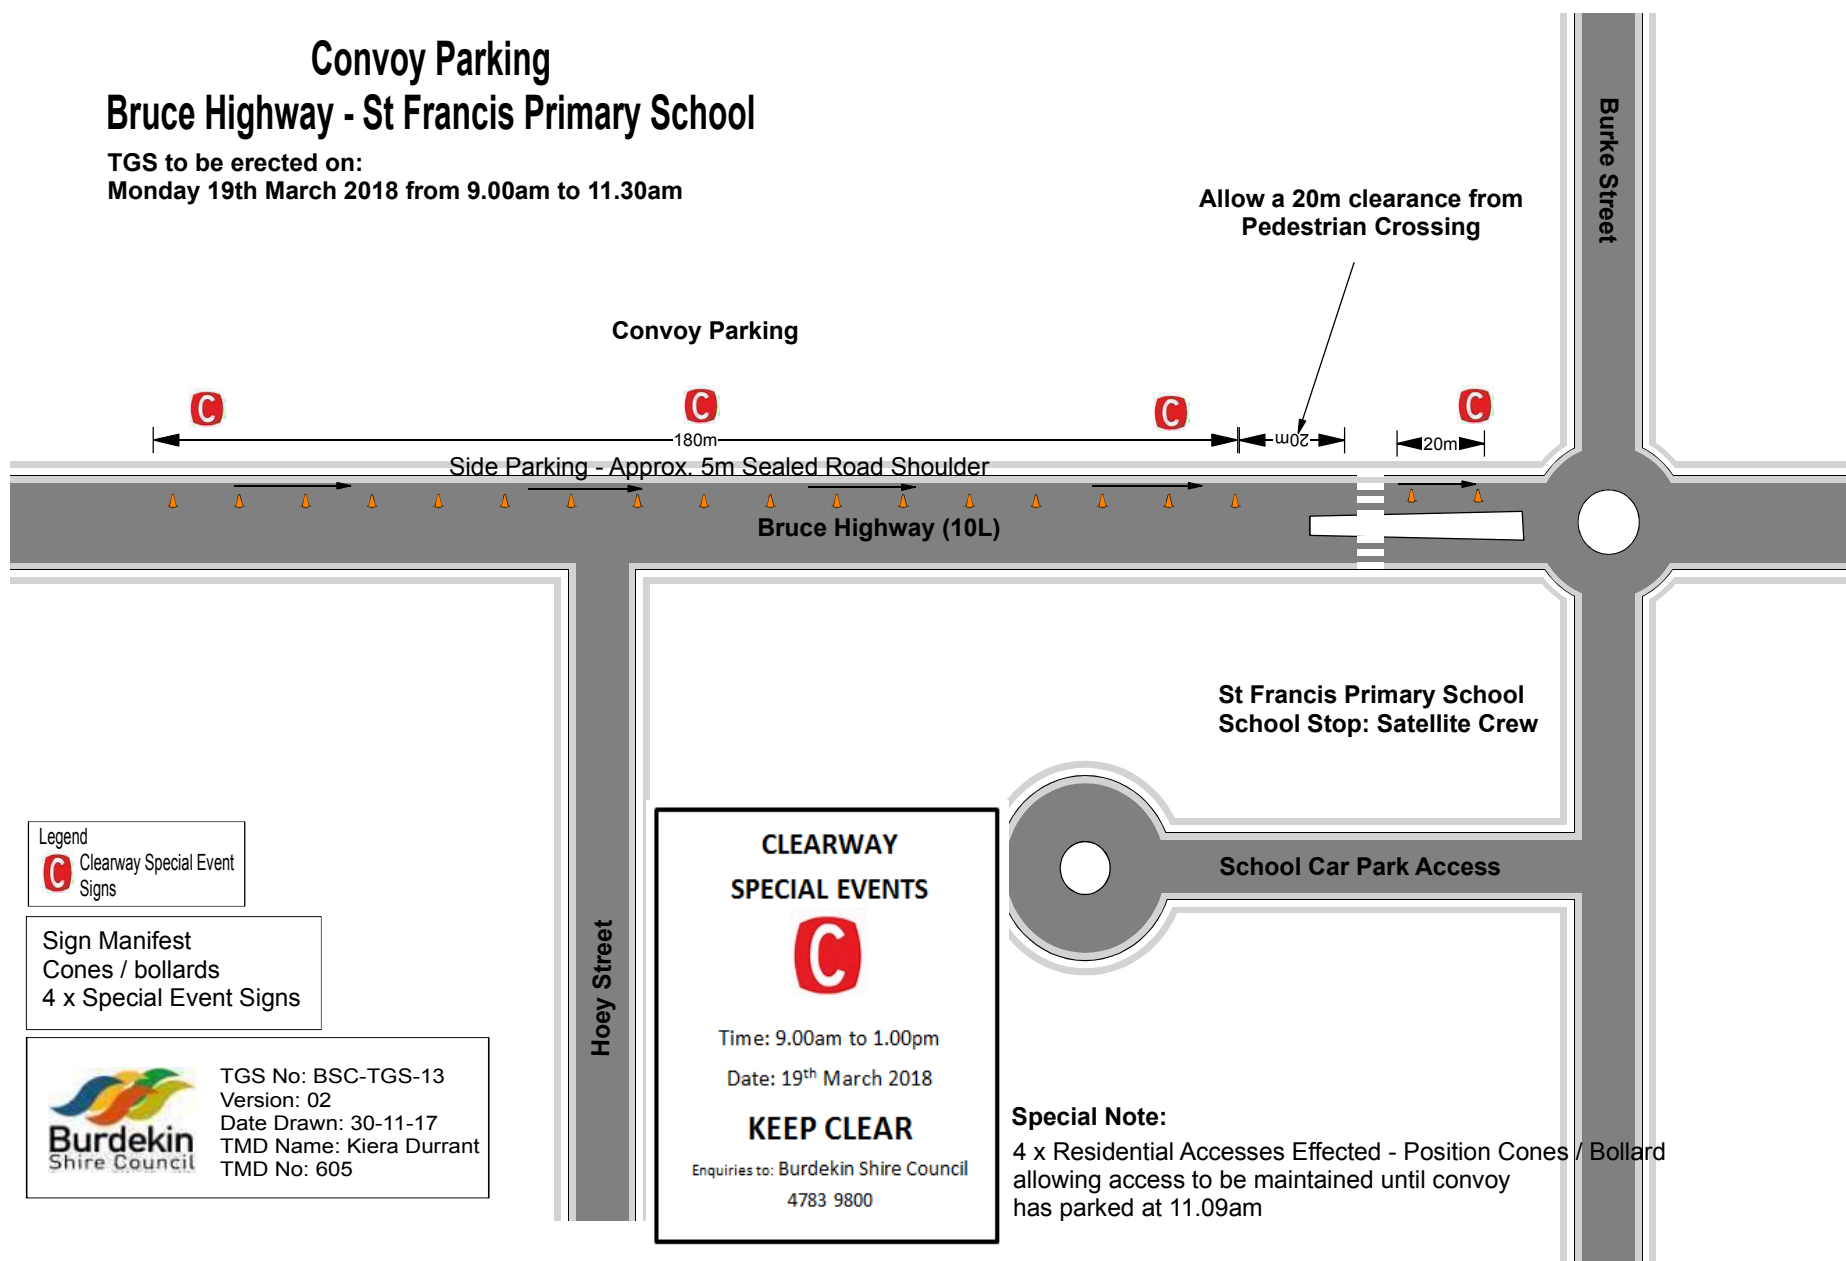 Convoy Parking
Bruce Highway - St Francis Primary School
TGS to be erected on:
Monday 19th March 2018 from 9.00am to 11.30am
Burke Street
Allow a 20m clearance from
Pedestrian Crossing
Convoy Parking
C
C
C
C
180m
20m
20m
Side Parking - Approx. 5m Sealed Road Shoulder
Bruce Highway (10L)
St Francis Primary School
School Stop: Satellite Crew
School Car Park Access
Hoey Street
Legend
C
Clearway Special Event
Signs
Sign Manifest
Cones / bollards
4 x Special Event Signs
Burdekin
Shire Council
TGS No: BSC-TGS-13
Version: 02
Date Drawn: 30-11-17
TMD Name: Kiera Durrant
TMD No: 605
CLEARWAY
SPECIAL EVENTS
C
Time: 9.00am to 1.00pm
Date: 19th March 2018
KEEP CLEAR
Enquiries to: Burdekin Shire Council
4783 9800
Special Note:
4 x Residential Accesses Effected - Position Cones / Bollard
allowing access to be maintained until convoy
has parked at 11.09am